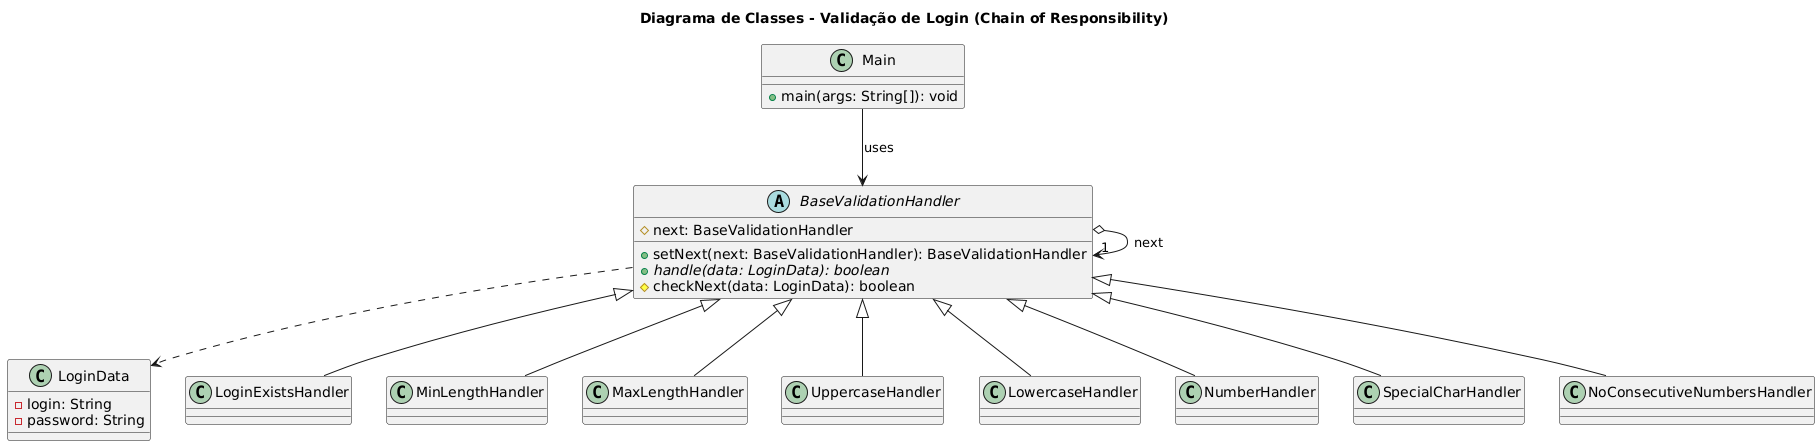 Diagrama de Classes - Validação de Login (Chain of Responsibility)
C Main
main(args: String[]): void
uses
A BaseValidationHandler
next: BaseValidationHandler
setNext(next: BaseValidationHandler): BaseValidationHandler
handle(data: LoginData): boolean
checkNext(data: LoginData): boolean
1
next
C LoginData
login: String
password: String
C LoginExistsHandler
C MinLengthHandler
C MaxLengthHandler
C UppercaseHandler
C LowercaseHandler
C NumberHandler
C SpecialCharHandler
C NoConsecutiveNumbersHandler